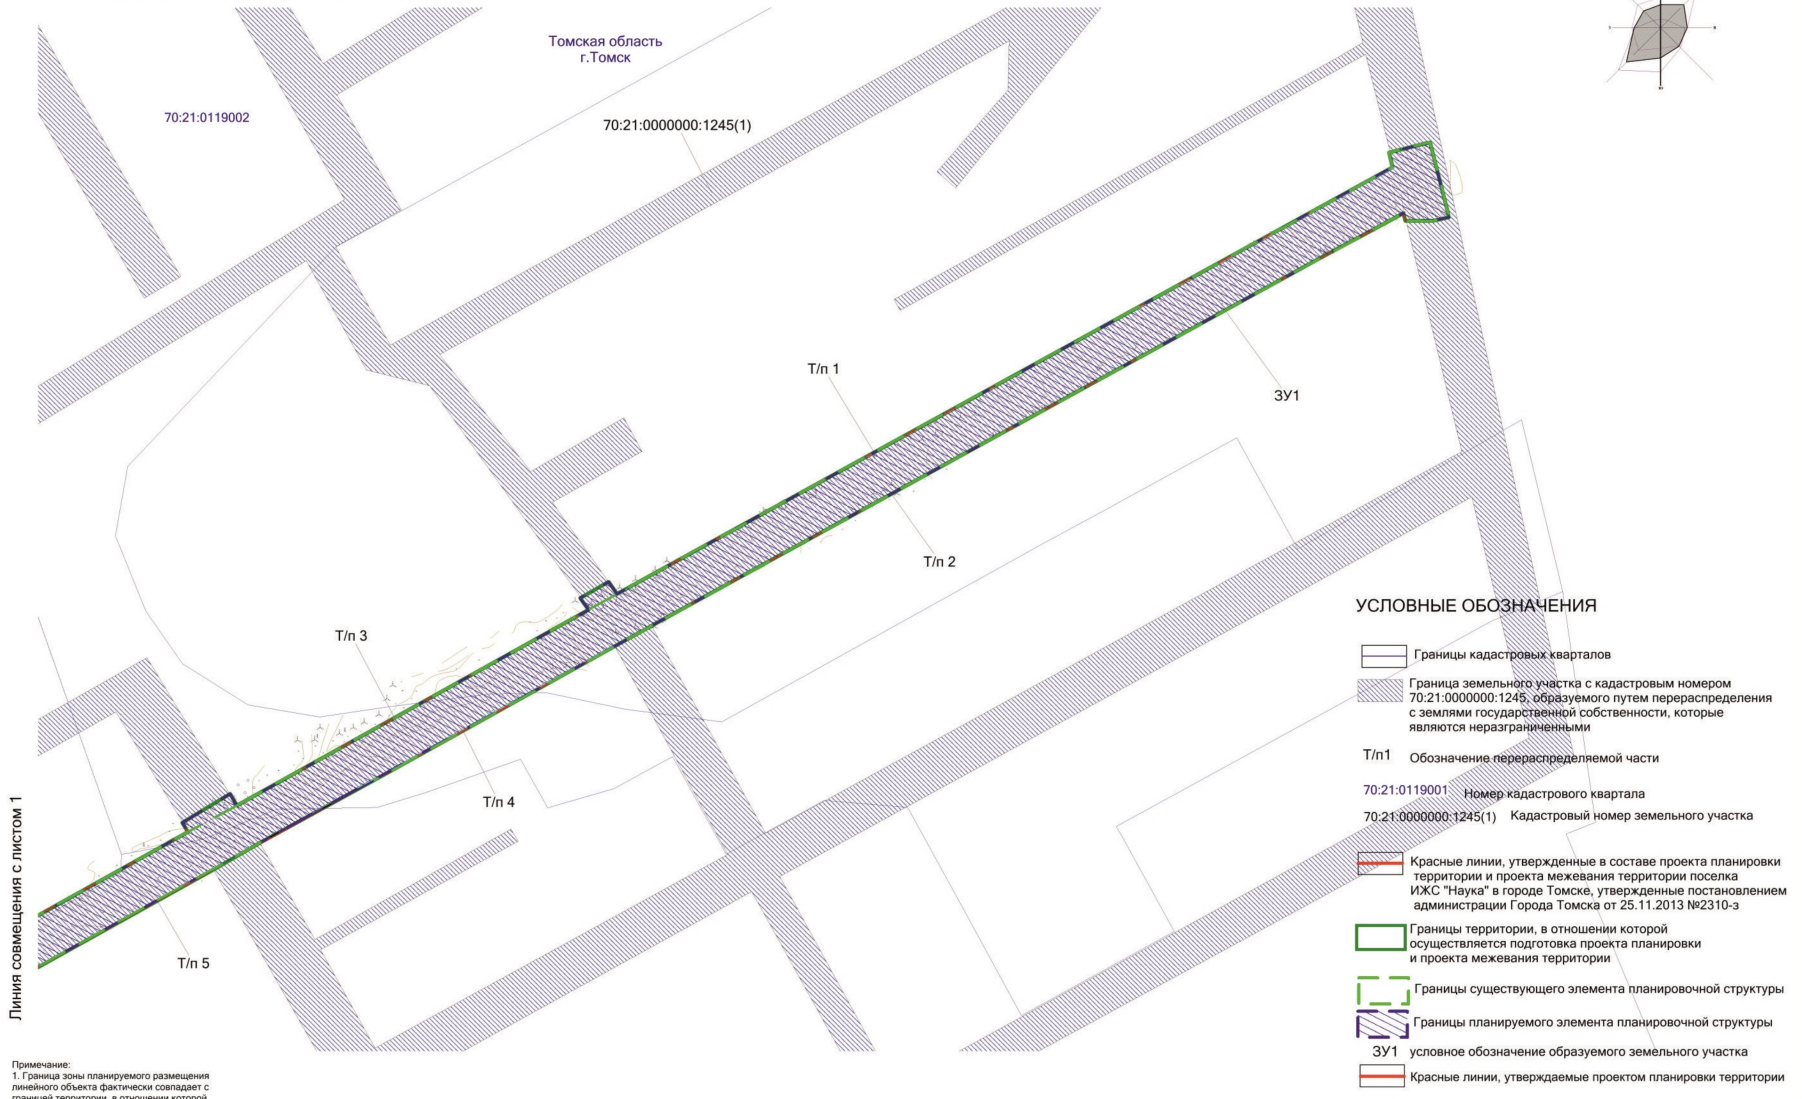 Томская область
г.Томск
70:21:0119002
70:21:0000000:1245(1)
Т/п 1
ЗУ1
Т/п 2
Т/п 3
Т/п 4
Т/п 5
Линия совмещения с листом 1
УСЛОВНЫЕ ОБОЗНАЧЕНИЯ
Границы кадастровых кварталов
Граница земельного участка с кадастровым номером
70:21:0000000:1245, образуемого путем перераспределения
с землями государственной собственности, которые
являются неразграниченными
Т/п1 Обозначение перераспределяемой части
70:21:0119001 Номер кадастрового квартала
70:21:0000000:1245(1) Кадастровый номер земельного участка
Красные линии, утвержденные в составе проекта планировки
территории и проекта межевания территории поселка
ИЖС "Наука" в городе Томске, утвержденные постановлением
администрации Города Томска от 25.11.2013 №2310-з
Границы территории, в отношении которой
осуществляется подготовка проекта планировки
и проекта межевания территории
Границы существующего элемента планировочной структуры
Границы планируемого элемента планировочной структуры
ЗУ1 условное обозначение образуемого земельного участка
Красные линии, утверждаемые проектом планировки территории
Примечание:
1. Граница зоны планируемого размещения
линейного объекта фактически совпадает с
границей территории, в отношении которой